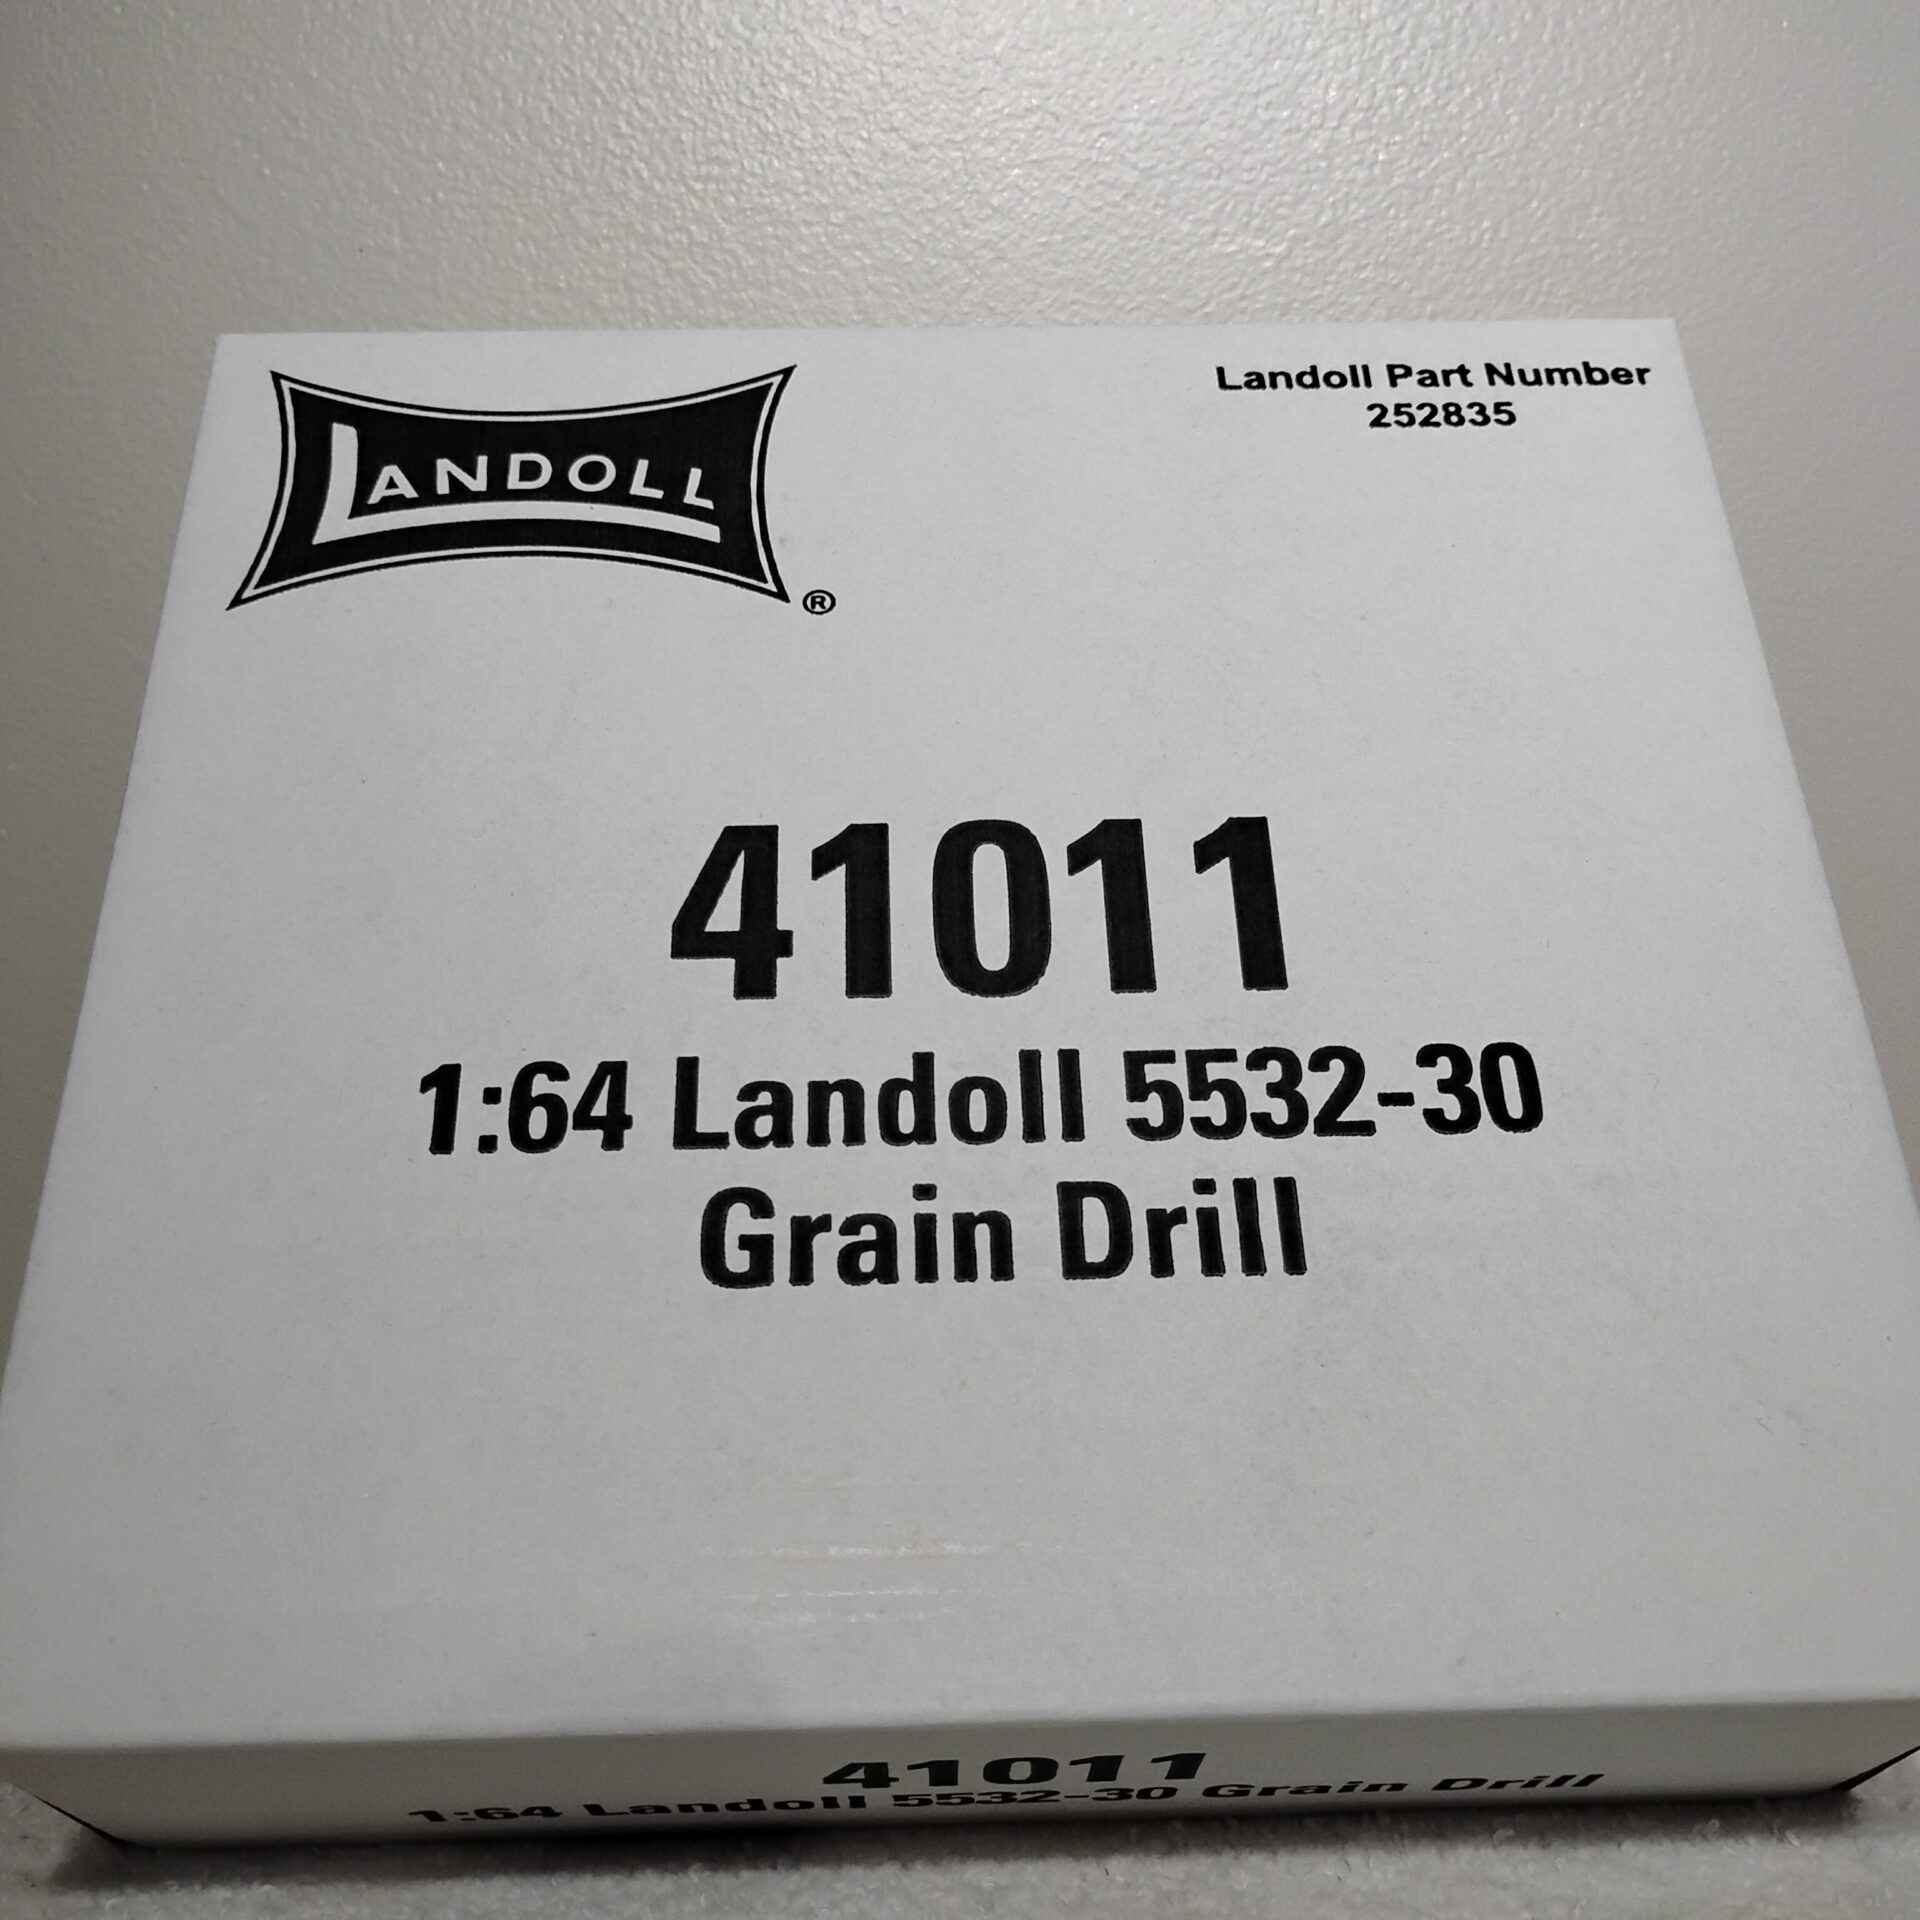 LANDOLL
®
Landoll Part Number
252835
41011
1:64 Landoll 5532-30
Grain Drill
41011
1:64 Landoll 5532-30 Grain Drill